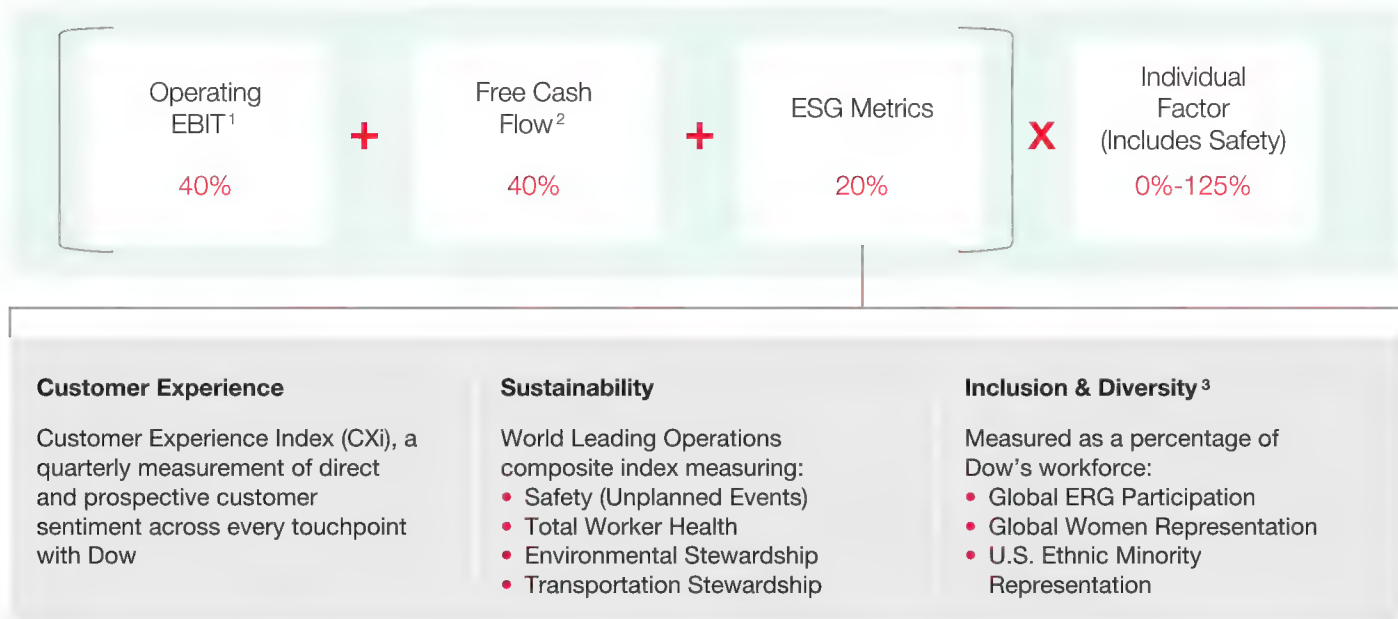 Operating
EBIT¹
40%
+
Free Cash
Flow²
40%
+
ESG Metrics
20%
X
Individual
Factor
(Includes Safety)
0%-125%
Customer Experience
Customer Experience Index (CXi), a
quarterly measurement of direct
and prospective customer
sentiment across every touchpoint
with Dow
Sustainability
World Leading Operations
composite index measuring:
• Safety (Unplanned Events)
• Total Worker Health
• Environmental Stewardship
• Transportation Stewardship
Inclusion & Diversity³
Measured as a percentage of
Dow's workforce:
• Global ERG Participation
• Global Women Representation
• U.S. Ethnic Minority
Representation